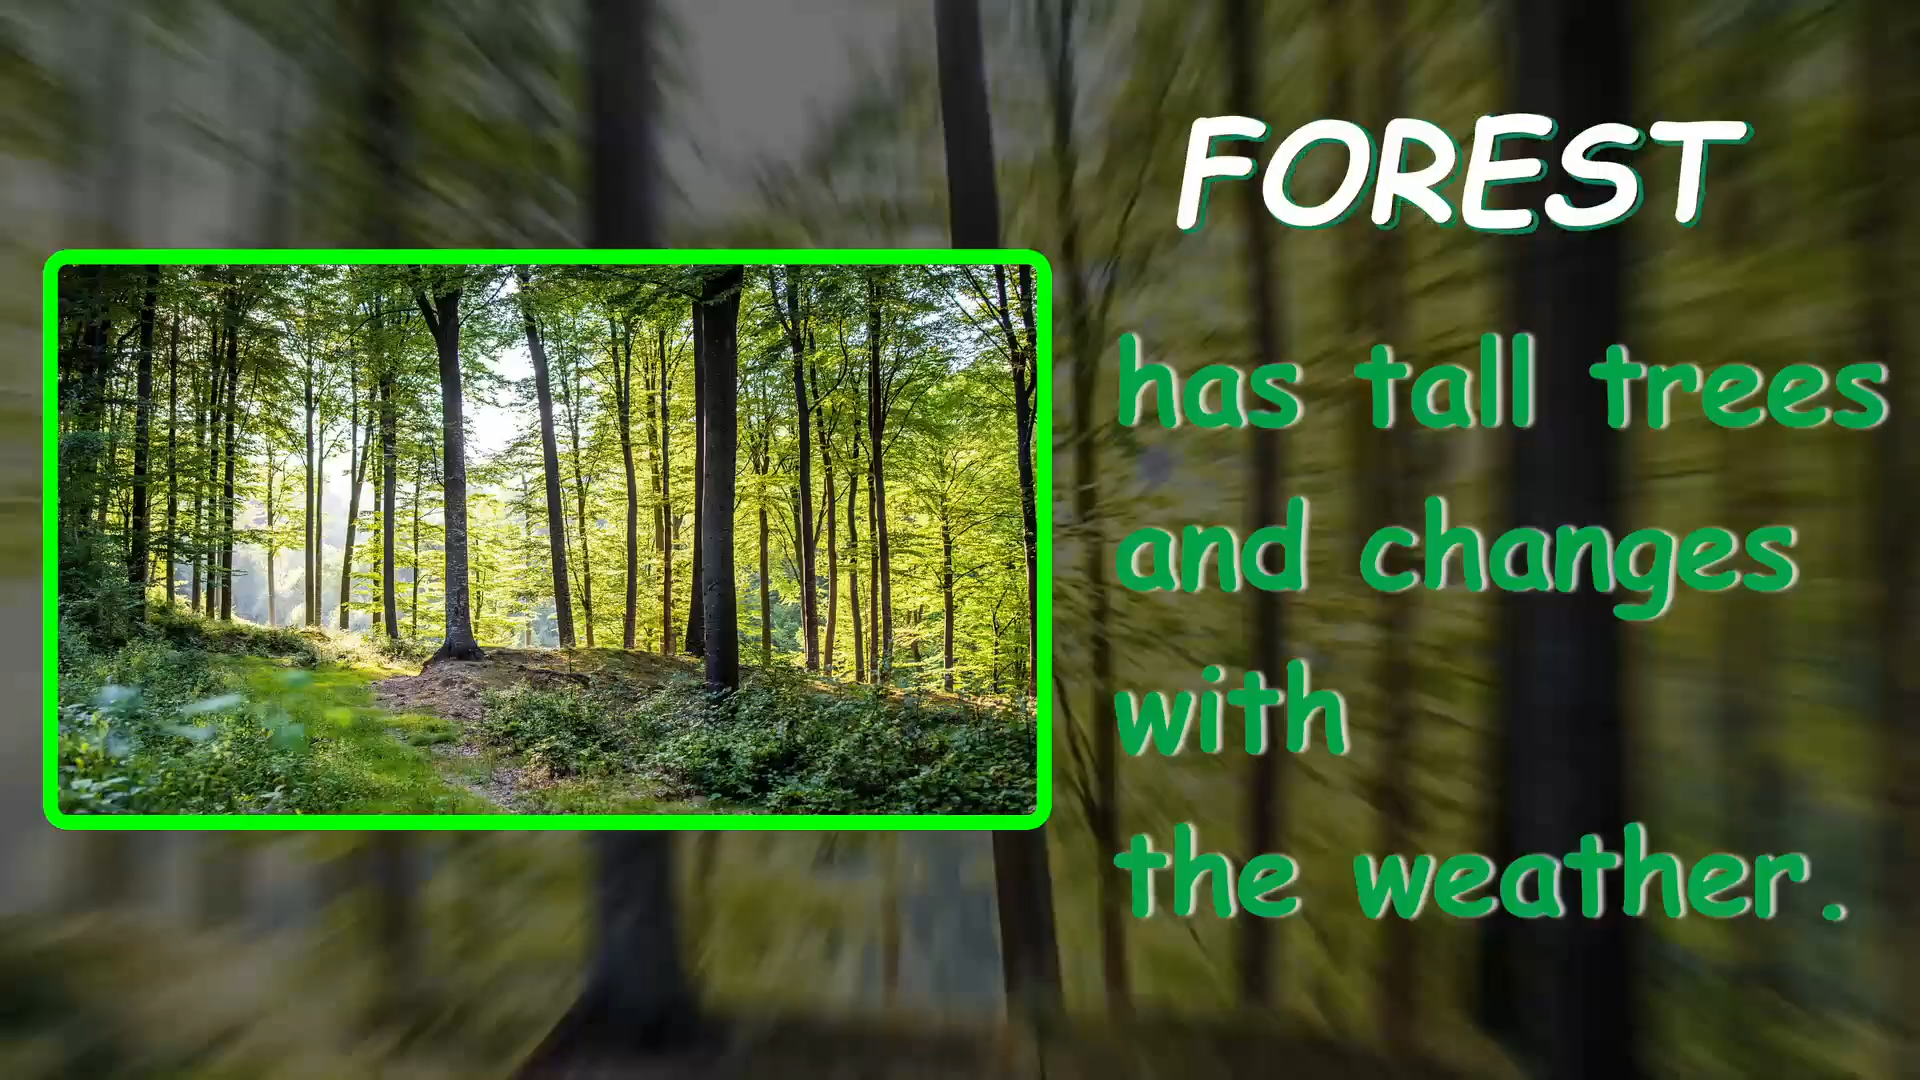 FOREST
has tall trees
and changes
with
the weather.